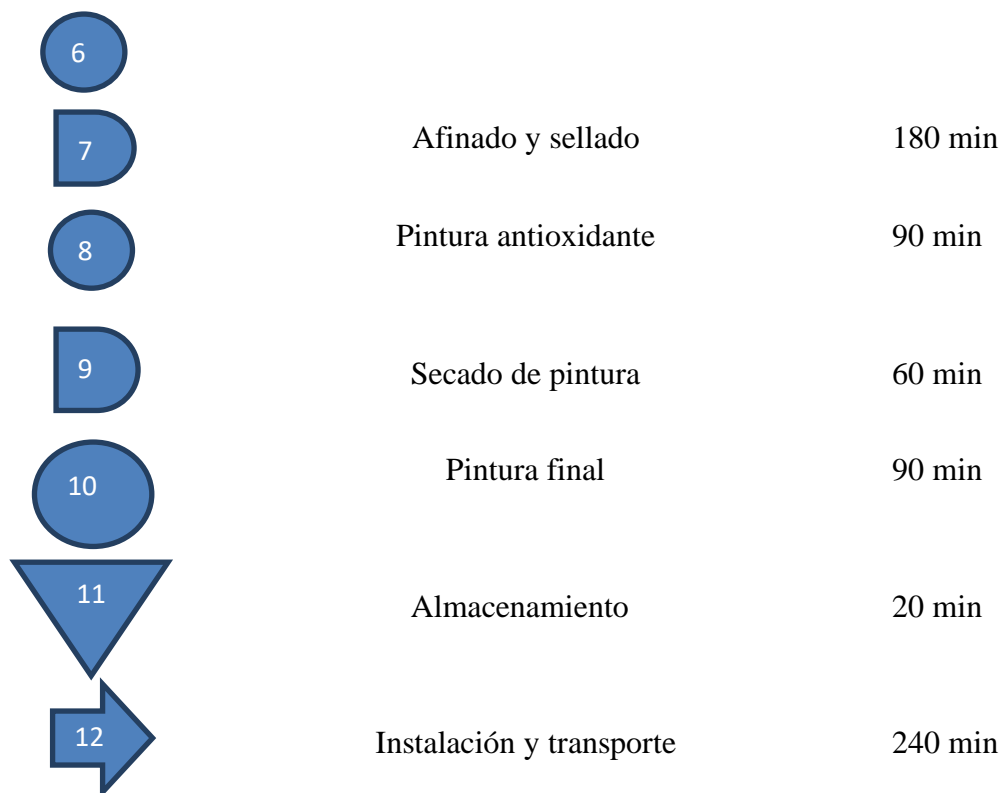 6
7 Afinado y sellado 180 min
8 Pintura antioxidante 90 min
9 Secado de pintura 60 min
10 Pintura final 90 min
11 Almacenamiento 20 min
12 Instalación y transporte 240 min